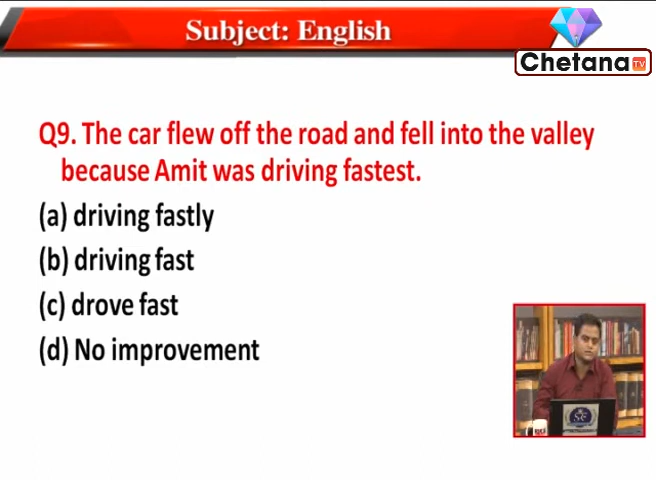 Subject: English
Chetana TV
Q9. The car flew off the road and fell into the valley
because Amit was driving fastest.
(a) driving fastly
(b) driving fast
(c) drove fast
(d) No improvement